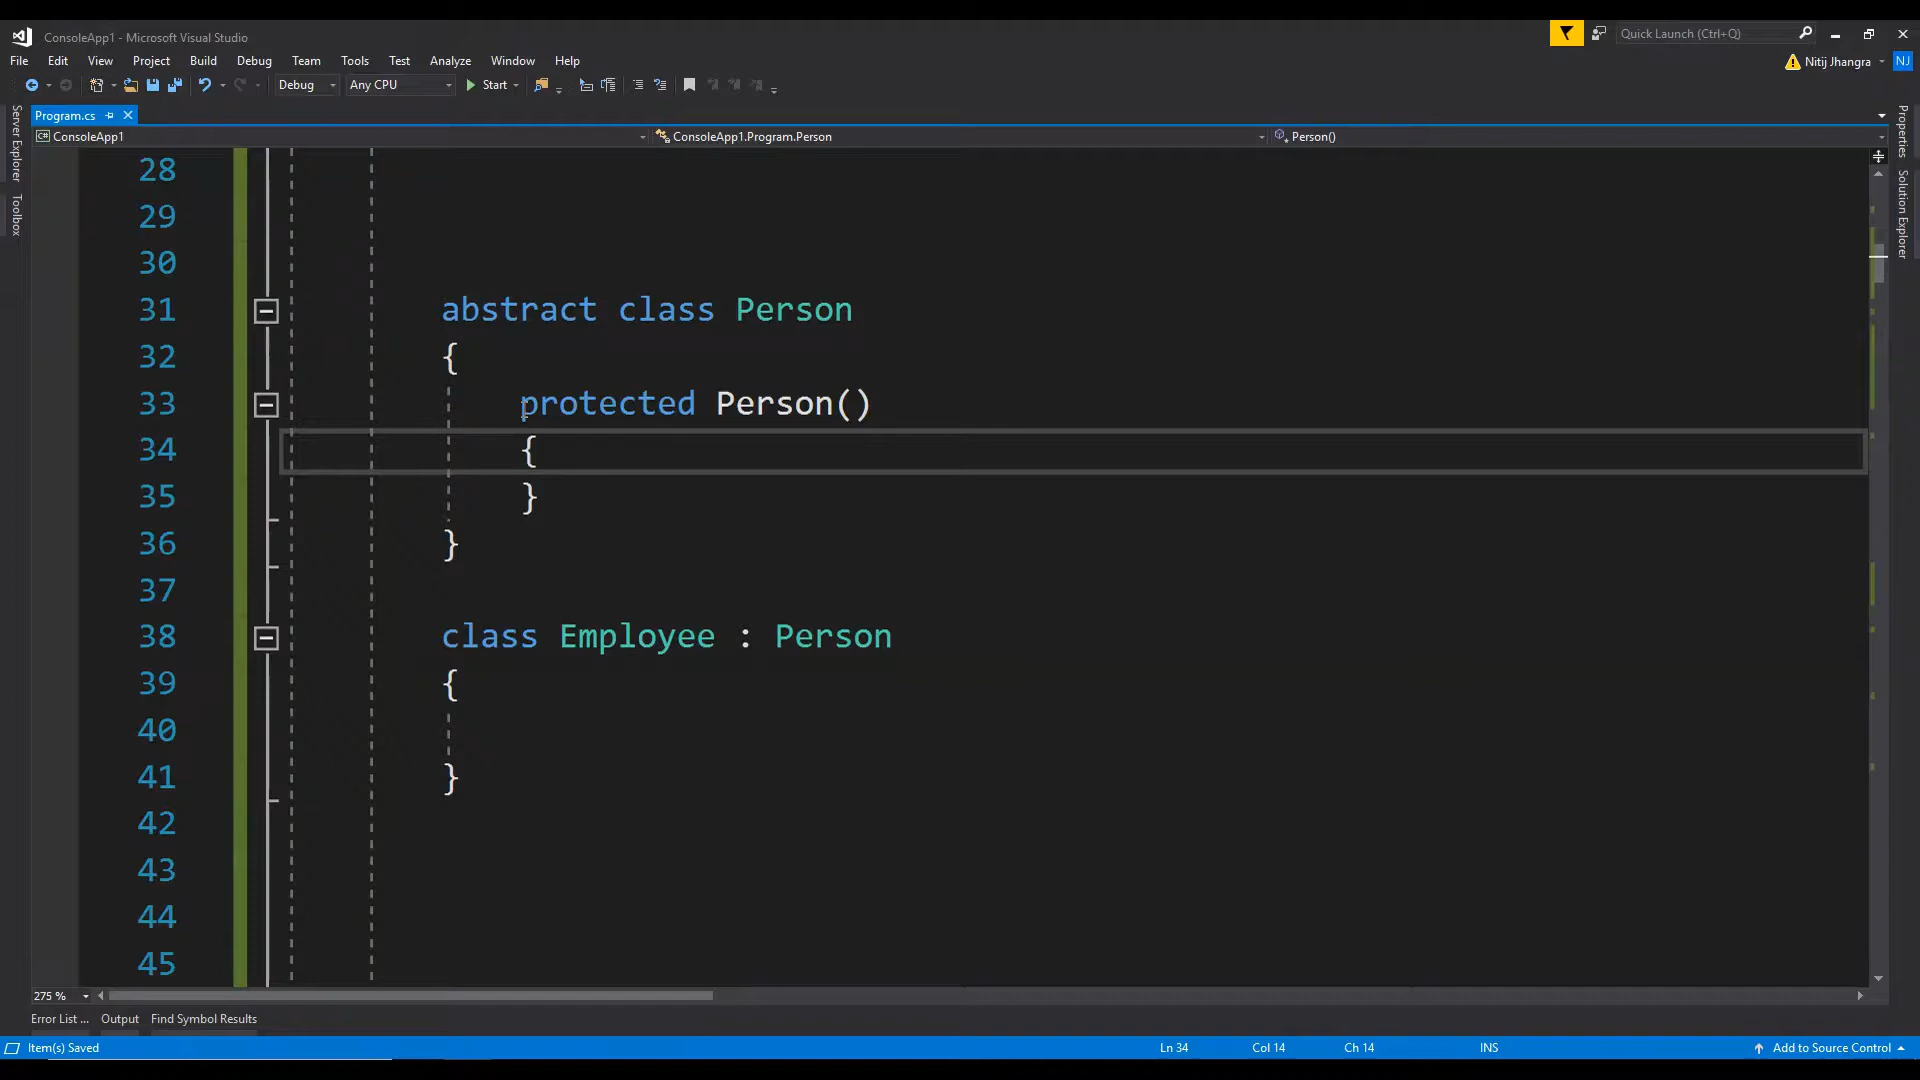 ConsoleApp1 - Microsoft Visual Studio
Quick Launch (Ctrl+Q)
File Edit View Project Build Debug Team Tools Test Analyze Window Help
Nitij Jhangra NJ
Debug Any CPU Start
Program.cs
ConsoleApp1 ConsoleApp1.Program.Person Person()
Server Explorer
Toolbox
Properties
Solution Explorer
28
29
30
31 abstract class Person
32 {
33 protected Person()
34 {
35 }
36 }
37
38 class Employee : Person
39 {
40
41 }
42
43
44
45
275 %
Error List ... Output Find Symbol Results
Item(s) Saved Ln 34 Col 14 Ch 14 INS Add to Source Control